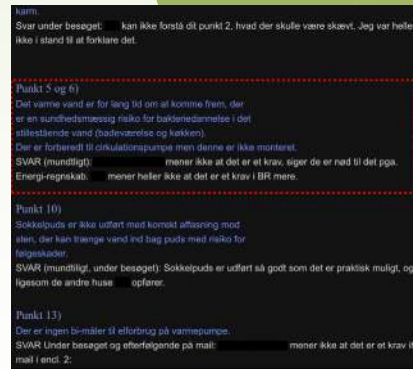 karm.
Svar under besøget: kan ikke forstå dit punkt 2, hvad der skulle være skævt. Jeg var heller
ikke i stand til at forklare det.
Punkt 5 og 6)
Det varme vand er for lang tid om at komme frem, der
er en sundhedsmæssig risiko for bakteriedannelse i det
stillestående vand (badeværelse og køkken).
Der er forberedt til cirkulationspumpe men denne er ikke monteret.
SVAR (mundtligt): mener ikke at det er et krav, siger de er nød til det pga.
Energi-regnskab. mener heller ikke at det er et krav i BR mere.
Punkt 10)
Sokkelpuds er ikke udført med korrekt affasning mod
sten, der kan trænge vand ind bag puds med risiko for
følgeskader.
SVAR (mundtligt, under besøget): Sokkelpuds er udført så godt som det er praktisk muligt, og
ligesom de andre huse opfører.
Punkt 13)
Der er ingen bi-måler til elforbrug på varmepumpe.
SVAR Under besøget og efterfølgende på mail: mener ikke at det er et krav if
mail i encl. 2: